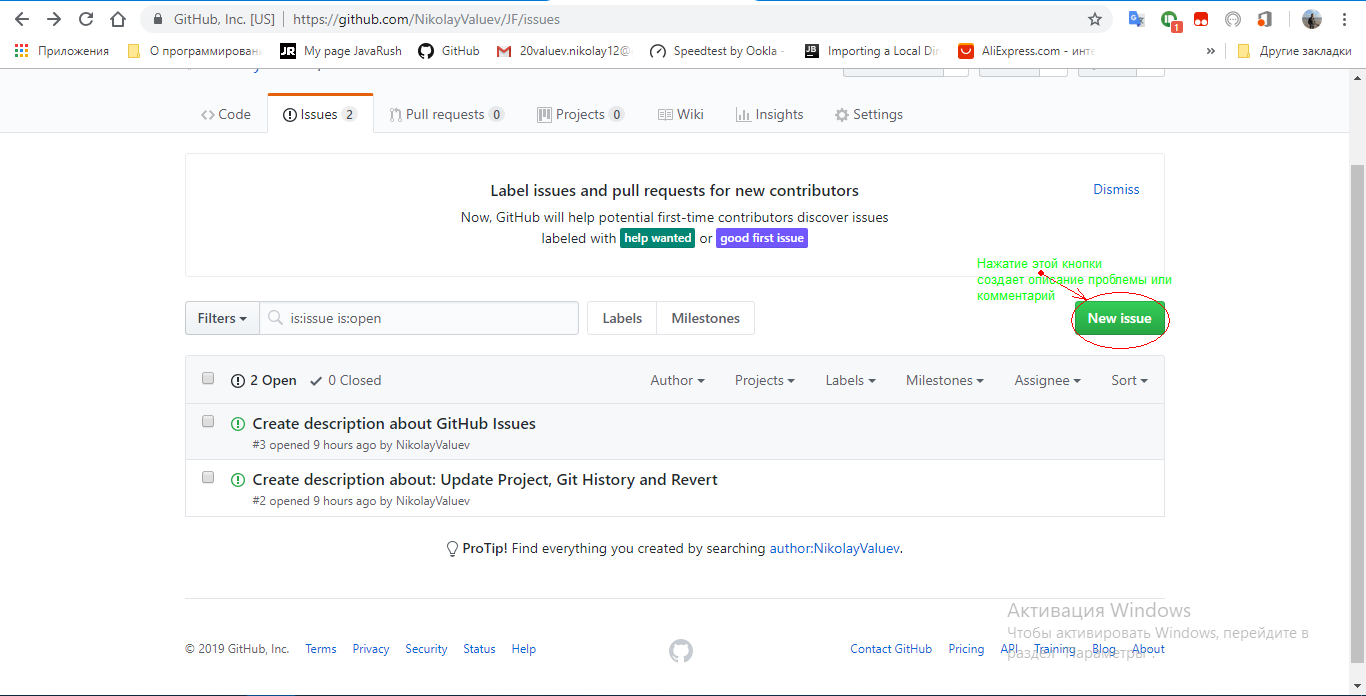 GitHub, Inc. [US] | https://github.com/NikolayValuev/JF/issues
1
Приложения О программирован JR My page JavaRush GitHub 20valuev.nikolay12@ Speedtest by Ookla - JB Importing a Local Dir AliExpress.com - инте » Другие закладки
Code Issues 2 Pull requests 0 Projects 0 Wiki Insights Settings
Label issues and pull requests for new contributors
Dismiss
Now, GitHub will help potential first-time contributors discover issues
labeled with help wanted or good first issue
Нажатие этой кнопки
создает описание проблемы или
комментарий
Filters is:issue is:open Labels Milestones New issue
2 Open 0 Closed Author Projects Labels Milestones Assignee Sort
Create description about GitHub Issues
#3 opened 9 hours ago by NikolayValuev
Create description about: Update Project, Git History and Revert
#2 opened 9 hours ago by NikolayValuev
ProTip! Find everything you created by searching author:NikolayValuev.
Активация Windows
Чтобы активировать Windows, перейдите в
раздел "Параметры".
© 2019 GitHub, Inc. Terms Privacy Security Status Help Contact GitHub Pricing API Training Blog About